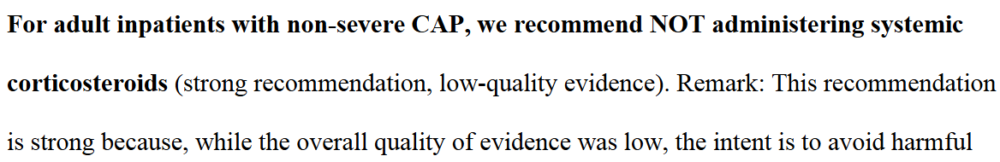 For adult inpatients with non-severe CAP, we recommend NOT administering systemic
corticosteroids (strong recommendation, low-quality evidence). Remark: This recommendation
is strong because, while the overall quality of evidence was low, the intent is to avoid harmful